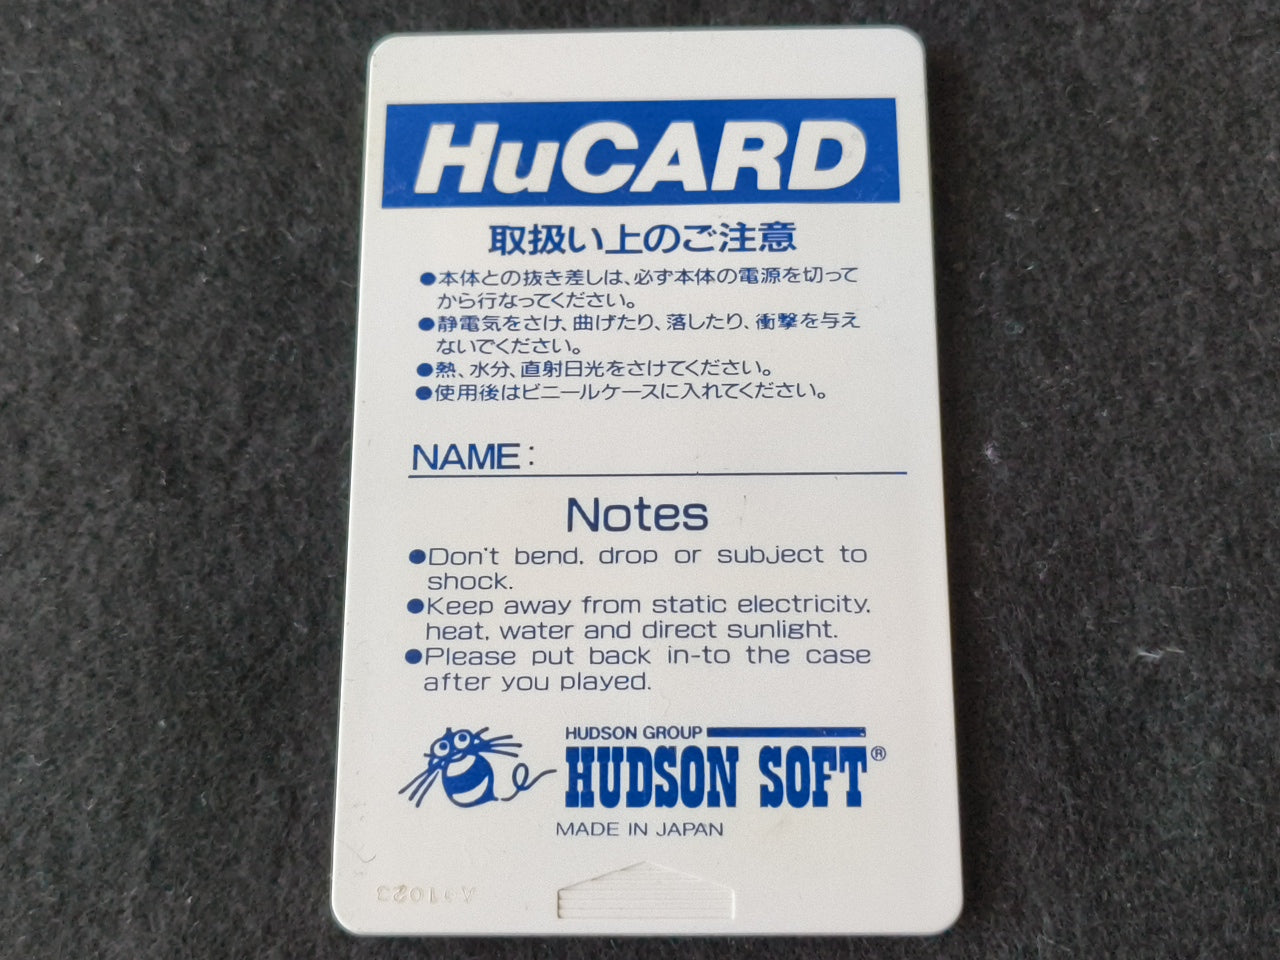 HuCARD
取扱い上のご注意
●本体との抜き差しは、必ず本体の電源を切って
から行なってください。
●静電気をさけ、曲げたり、落したり、衝撃を与え
ないでください。
●熱、水分、直射日光をさけてください。
●使用後はビニールケースに入れてください。
NAME:
Notes
●Don't bend, drop or subject to
shock.
●Keep away from static electricity,
heat, water and direct sunlight.
●Please put back in-to the case
after you played.
HUDSON GROUP
HUDSON SOFT®
MADE IN JAPAN